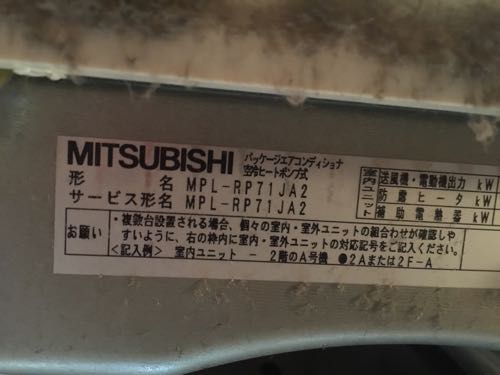 MITSUBISHI パッケージエアコンディショナ
空冷ヒートポンプ式
形 名 MPL-RP71JA2
サービス形名 MPL-RP71JA2
室内ユニット
送風機・電動機出力 kW
防露ヒータ kW
補助電熱器 kW
お願い
・複数台設置される場合、個々の室内・室外ユニットの組合わせが確認しや
すいように、右の枠内に室内・室外ユニットの対応記号をご記入ください。
<記入例> 室内ユニット - 2階のA号機 ●2Aまたは2F-A